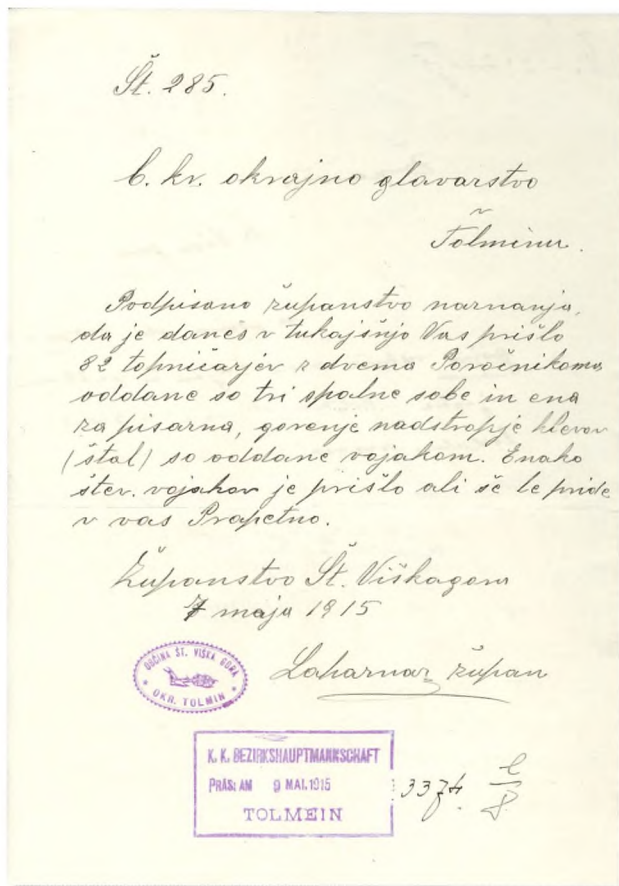 Št. 285.
C. kr. okrajno glavarstvo
v
Tolminu.
Podpisano županstvo naznanja,
da je danes v tukajšnjo Vas prišlo
82 topničarjev z dvema Poročnikoma
oddane so tri spalne sobe in ena
za pisarna, gorenje nadstropje hlevov
(štal) so oddane vojakom. Enako
štev. vojakov je prišlo ali še le pride
v vas Prapetno.
Županstvo Št. Viškagora
7 maja 1915
Laharnar župan
OBČINA ŠT. VIŠKA GORA
* OKR. TOLMIN *
K. K. BEZIRKSHAUPTMANNSCHAFT
PRÄS: AM 9 MAI. 1915
TOLMEIN
3374.